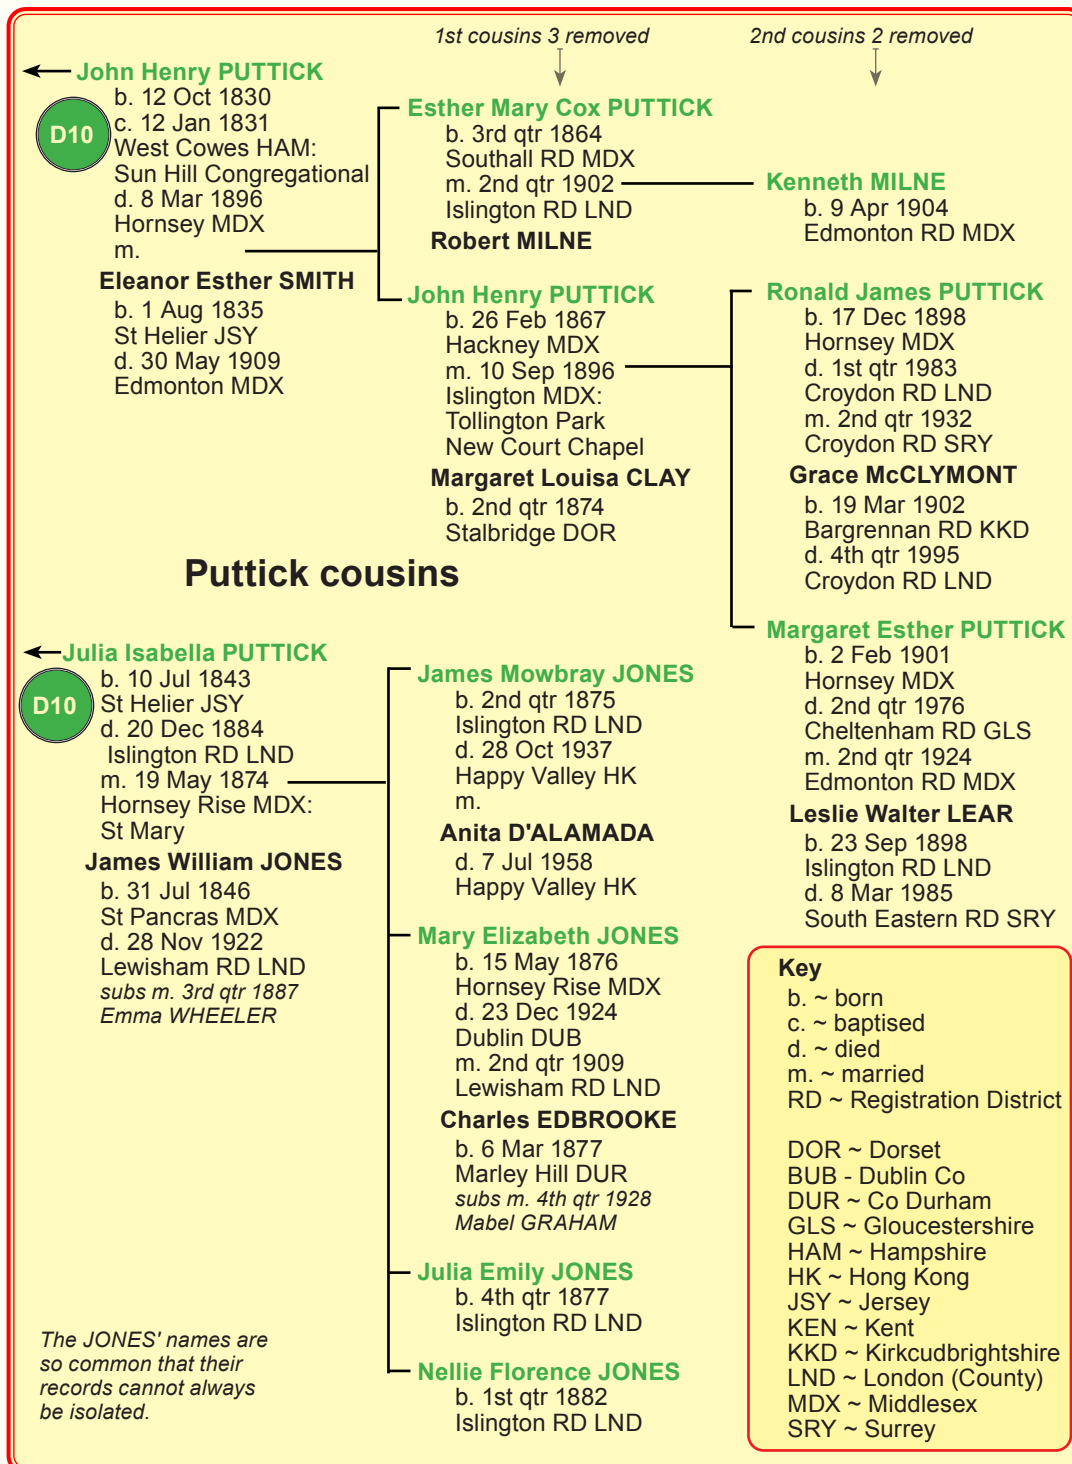 1st cousins 3 removed
2nd cousins 2 removed
John Henry PUTTICK
D10
b. 12 Oct 1830
c. 12 Jan 1831
West Cowes HAM:
Sun Hill Congregational
d. 8 Mar 1896
Hornsey MDX
m.
Eleanor Esther SMITH
b. 1 Aug 1835
St Helier JSY
d. 30 May 1909
Edmonton MDX
Esther Mary Cox PUTTICK
b. 3rd qtr 1864
Southall RD MDX
m. 2nd qtr 1902
Islington RD LND
Robert MILNE
Kenneth MILNE
b. 9 Apr 1904
Edmonton RD MDX
John Henry PUTTICK
b. 26 Feb 1867
Hackney MDX
m. 10 Sep 1896
Islington MDX:
Tollington Park
New Court Chapel
Margaret Louisa CLAY
b. 2nd qtr 1874
Stalbridge DOR
Ronald James PUTTICK
b. 17 Dec 1898
Hornsey MDX
d. 1st qtr 1983
Croydon RD LND
m. 2nd qtr 1932
Croydon RD SRY
Grace McCLYMONT
b. 19 Mar 1902
Bargrennan RD KKD
d. 4th qtr 1995
Croydon RD LND
Margaret Esther PUTTICK
b. 2 Feb 1901
Hornsey MDX
d. 2nd qtr 1976
Cheltenham RD GLS
m. 2nd qtr 1924
Edmonton RD MDX
Leslie Walter LEAR
b. 23 Sep 1898
Islington RD LND
d. 8 Mar 1985
South Eastern RD SRY
Puttick cousins
Julia Isabella PUTTICK
D10
b. 10 Jul 1843
St Helier JSY
d. 20 Dec 1884
Islington RD LND
m. 19 May 1874
Hornsey Rise MDX:
St Mary
James William JONES
b. 31 Jul 1846
St Pancras MDX
d. 28 Nov 1922
Lewisham RD LND
subs m. 3rd qtr 1887
Emma WHEELER
James Mowbray JONES
b. 2nd qtr 1875
Islington RD LND
d. 28 Oct 1937
Happy Valley HK
m.
Anita D'ALAMADA
d. 7 Jul 1958
Happy Valley HK
Mary Elizabeth JONES
b. 15 May 1876
Hornsey Rise MDX
d. 23 Dec 1924
Dublin DUB
m. 2nd qtr 1909
Lewisham RD LND
Charles EDBROOKE
b. 6 Mar 1877
Marley Hill DUR
subs m. 4th qtr 1928
Mabel GRAHAM
Julia Emily JONES
b. 4th qtr 1877
Islington RD LND
Nellie Florence JONES
b. 1st qtr 1882
Islington RD LND
The JONES' names are
so common that their
records cannot always
be isolated.
Key
b. ~ born
c. ~ baptised
d. ~ died
m. ~ married
RD ~ Registration District
DOR ~ Dorset
BUB - Dublin Co
DUR ~ Co Durham
GLS ~ Gloucestershire
HAM ~ Hampshire
HK ~ Hong Kong
JSY ~ Jersey
KEN ~ Kent
KKD ~ Kirkcudbrightshire
LND ~ London (County)
MDX ~ Middlesex
SRY ~ Surrey